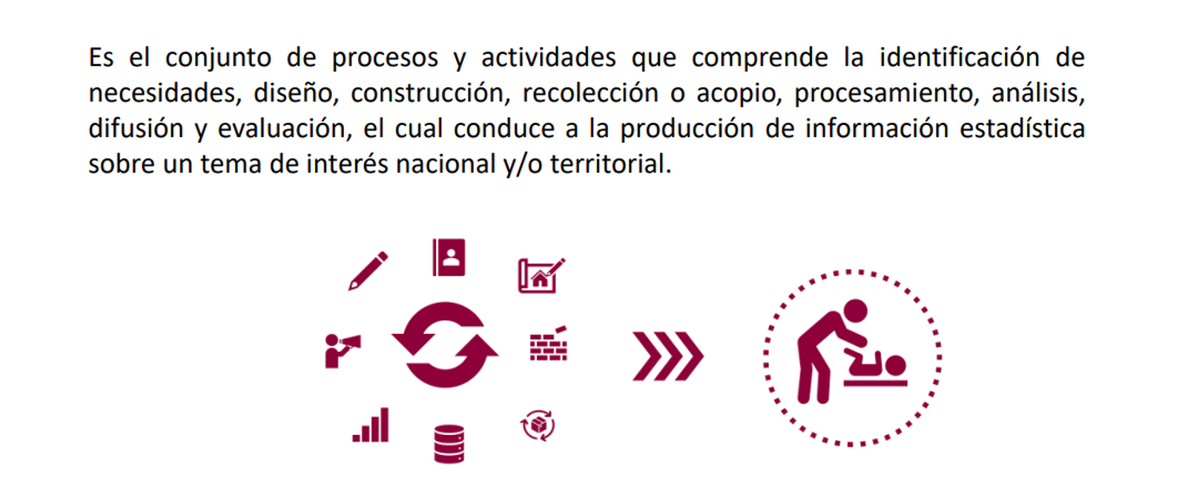 Es el conjunto de procesos y actividades que comprende la identificación de
necesidades, diseño, construcción, recolección o acopio, procesamiento, análisis,
difusión y evaluación, el cual conduce a la producción de información estadística
sobre un tema de interés nacional y/o territorial.